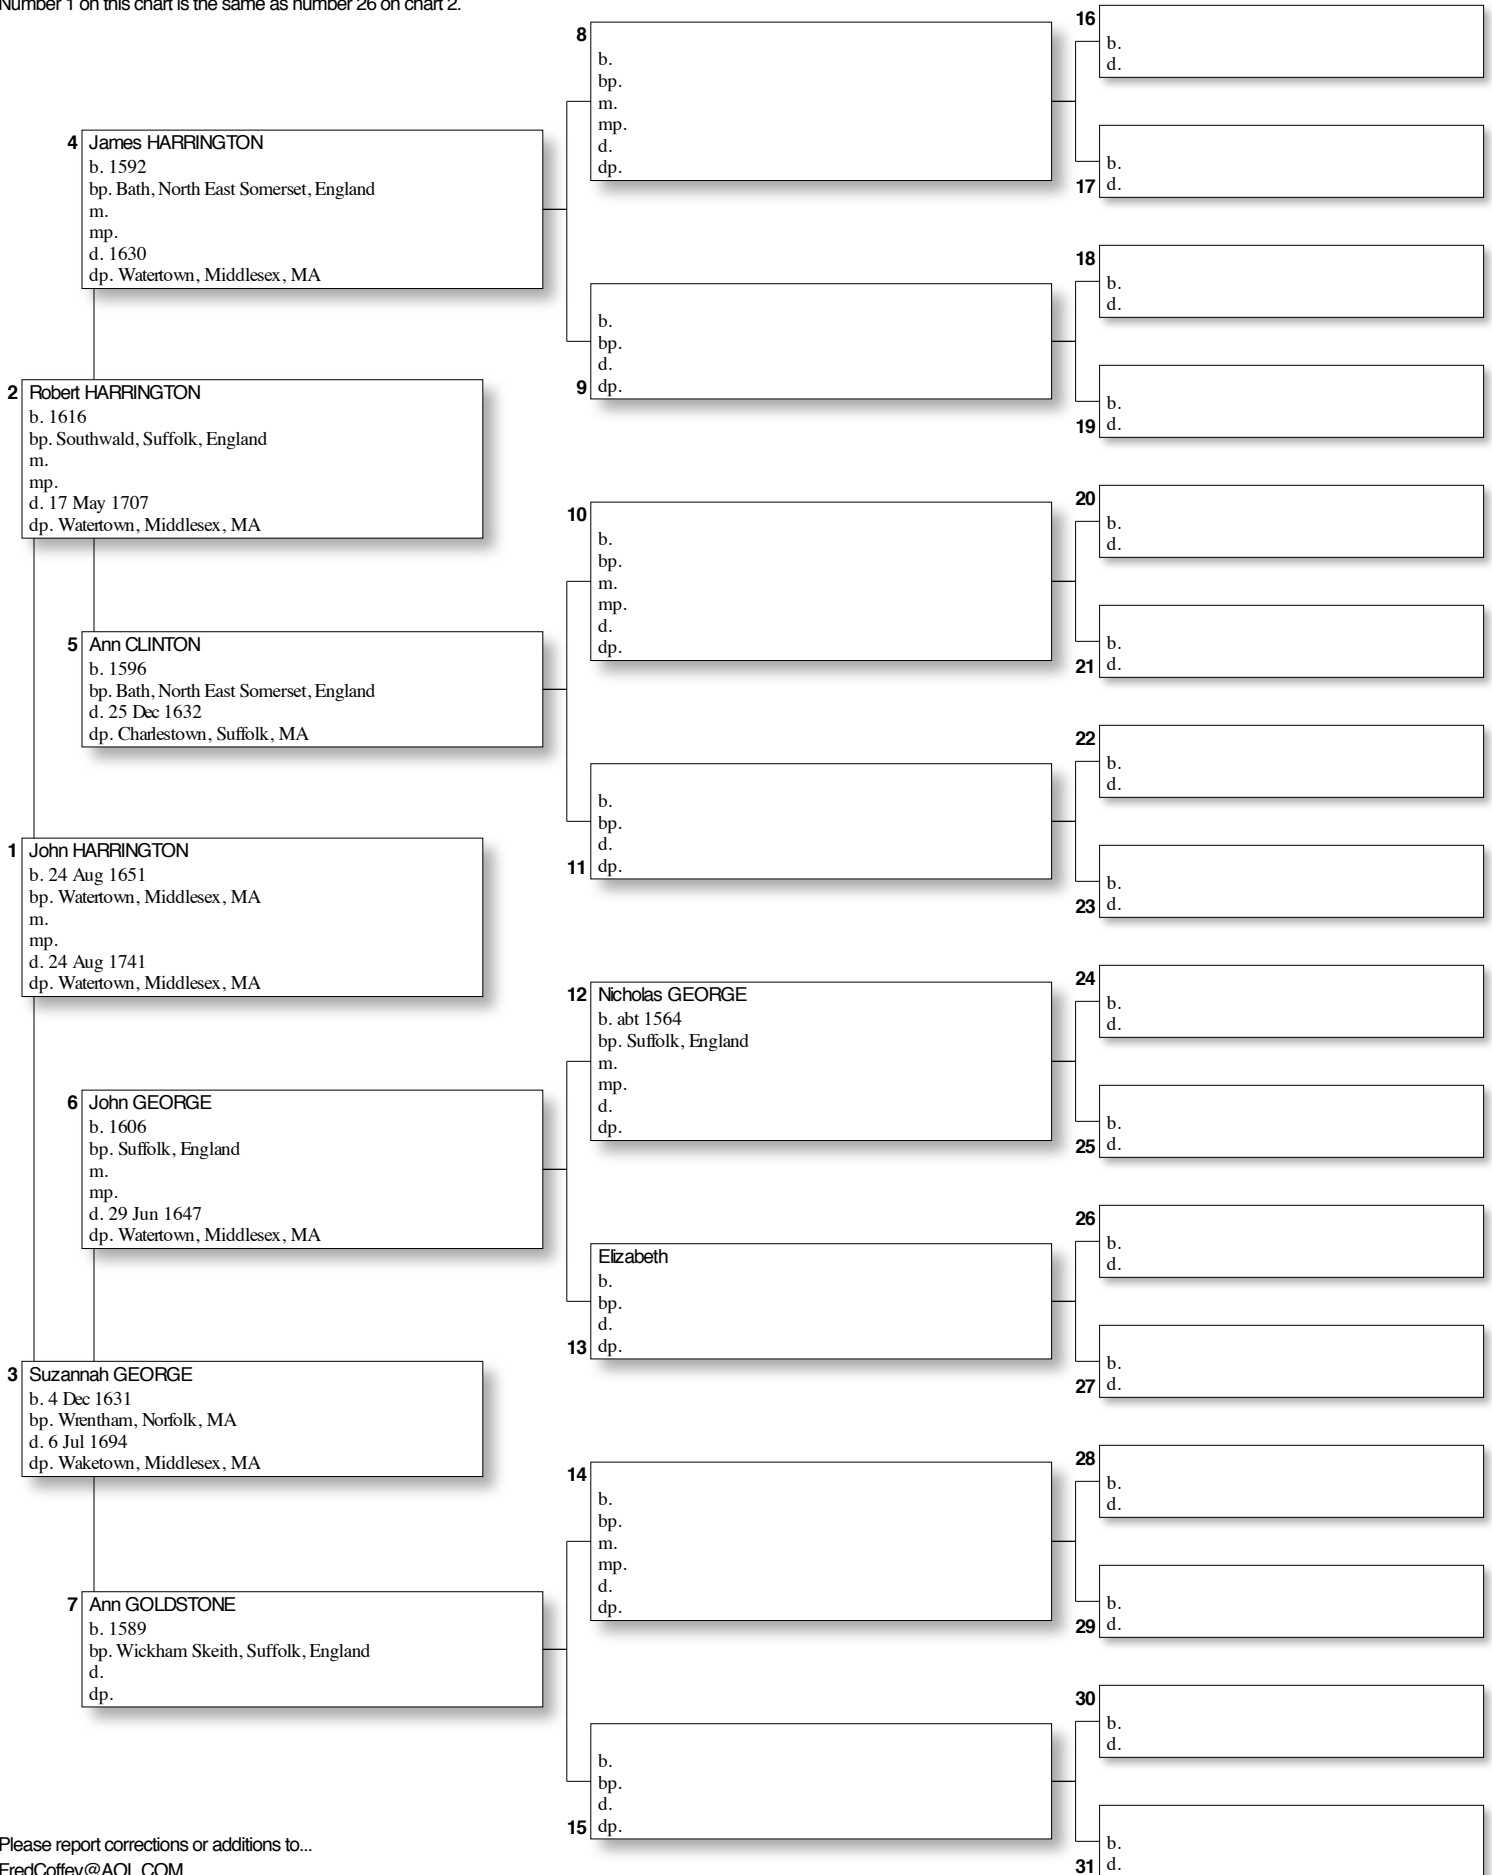 Number 1 on this chart is the same as number 26 on chart 2.
4 James HARRINGTON
b. 1592
bp. Bath, North East Somerset, England
m.
mp.
d. 1630
dp. Watertown, Middlesex, MA
2 Robert HARRINGTON
b. 1616
bp. Southwald, Suffolk, England
m.
mp.
d. 17 May 1707
dp. Watertown, Middlesex, MA
5 Ann CLINTON
b. 1596
bp. Bath, North East Somerset, England
d. 25 Dec 1632
dp. Charlestown, Suffolk, MA
1 John HARRINGTON
b. 24 Aug 1651
bp. Watertown, Middlesex, MA
m.
mp.
d. 24 Aug 1741
dp. Watertown, Middlesex, MA
6 John GEORGE
b. 1606
bp. Suffolk, England
m.
mp.
d. 29 Jun 1647
dp. Watertown, Middlesex, MA
3 Suzannah GEORGE
b. 4 Dec 1631
bp. Wrentham, Norfolk, MA
d. 6 Jul 1694
dp. Waketown, Middlesex, MA
7 Ann GOLDSTONE
b. 1589
bp. Wickham Skeith, Suffolk, England
d.
dp.
8
b.
bp.
m.
mp.
d.
dp.
b.
bp.
d.
9 dp.
10
b.
bp.
m.
mp.
d.
dp.
b.
bp.
d.
11 dp.
12 Nicholas GEORGE
b. abt 1564
bp. Suffolk, England
m.
mp.
d.
dp.
Elizabeth
b.
bp.
d.
13 dp.
14
b.
bp.
m.
mp.
d.
dp.
b.
bp.
d.
15 dp.
16
b.
d.
b.
17 d.
18
b.
d.
b.
19 d.
20
b.
d.
b.
21 d.
22
b.
d.
b.
23 d.
24
b.
d.
b.
25 d.
26
b.
d.
b.
27 d.
28
b.
d.
b.
29 d.
30
b.
d.
b.
31 d.
Please report corrections or additions to...
FredCoffey@AOL.COM